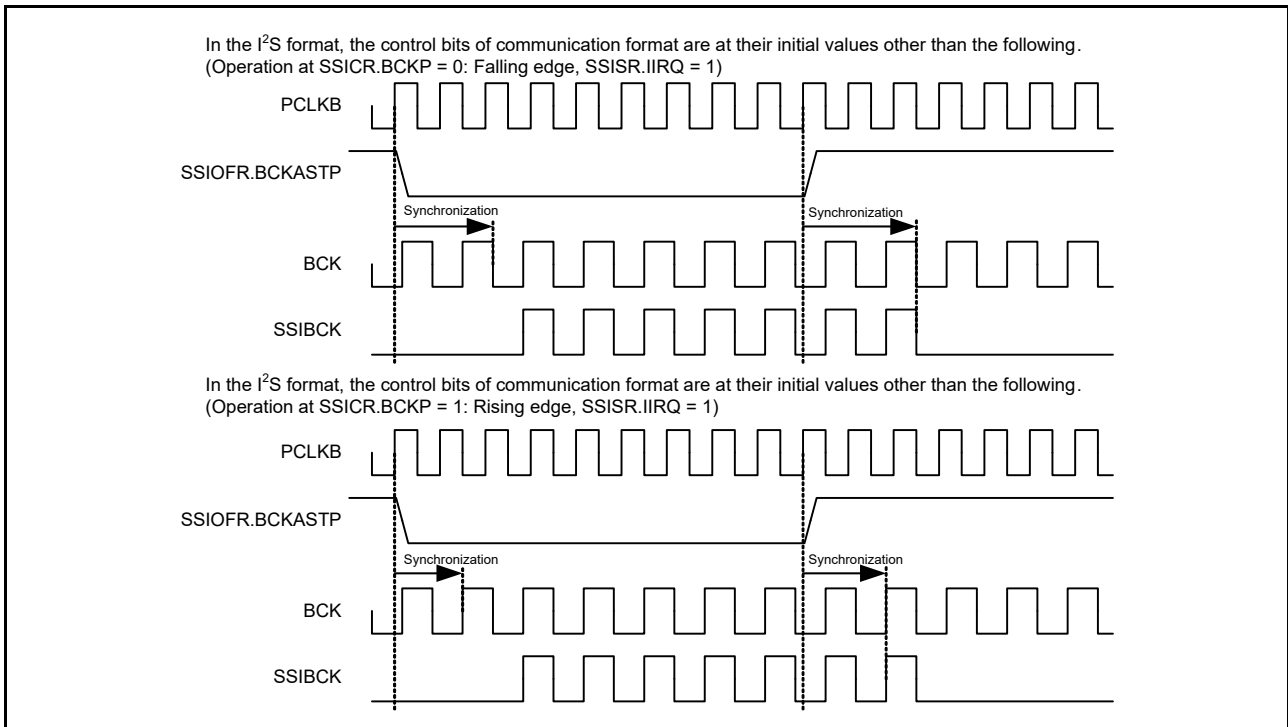 In the I²S format, the control bits of communication format are at their initial values other than the following.
(Operation at SSICR.BCKP = 0: Falling edge, SSISR.IIRQ = 1)
PCLKB
SSIOFR.BCKASTP
Synchronization Synchronization
BCK
SSIBCK
In the I²S format, the control bits of communication format are at their initial values other than the following.
(Operation at SSICR.BCKP = 1: Rising edge, SSISR.IIRQ = 1)
PCLKB
SSIOFR.BCKASTP
Synchronization Synchronization
BCK
SSIBCK